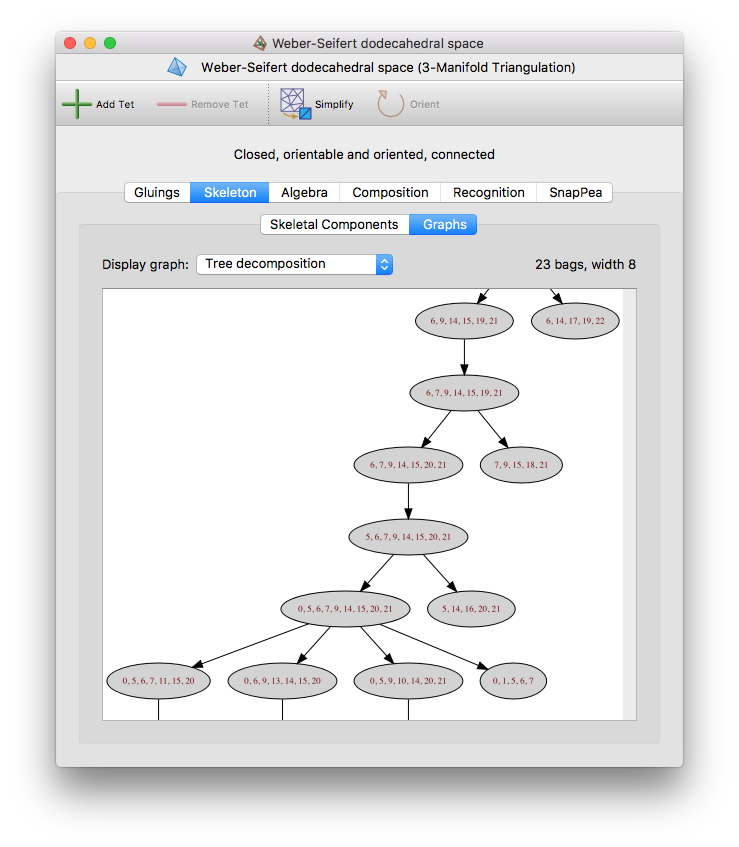 Weber-Seifert dodecahedral space
Weber-Seifert dodecahedral space (3-Manifold Triangulation)
Add Tet Remove Tet Simplify Orient
Closed, orientable and oriented, connected
Gluings Skeleton Algebra Composition Recognition SnapPea
Skeletal Components Graphs
Display graph: Tree decomposition 23 bags, width 8
6, 9, 14, 15, 19, 21 6, 14, 17, 19, 22
6, 7, 9, 14, 15, 19, 21
6, 7, 9, 14, 15, 20, 21 7, 9, 15, 18, 21
5, 6, 7, 9, 14, 15, 20, 21
0, 5, 6, 7, 9, 14, 15, 20, 21 5, 14, 16, 20, 21
0, 5, 6, 7, 11, 15, 20 0, 6, 9, 13, 14, 15, 20 0, 5, 9, 10, 14, 20, 21 0, 1, 5, 6, 7